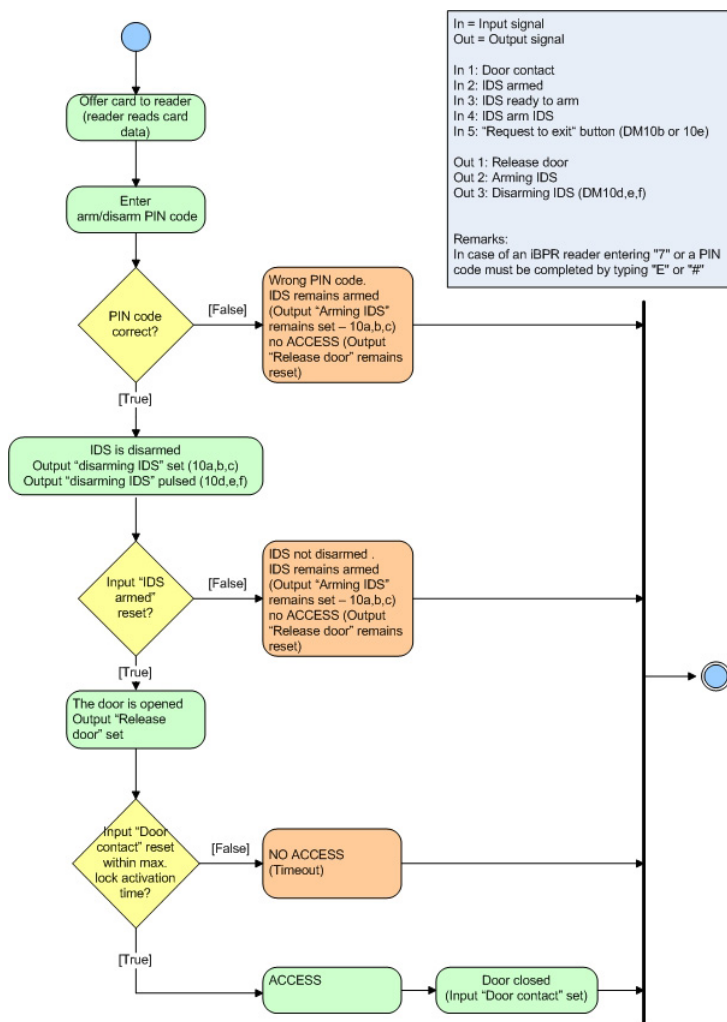 In = Input signal
Out = Output signal
In 1: Door contact
In 2: IDS armed
In 3: IDS ready to arm
In 4: IDS arm IDS
In 5: "Request to exit" button (DM10b or 10e)
Out 1: Release door
Out 2: Arming IDS
Out 3: Disarming IDS (DM10d,e,f)
Remarks:
In case of an iBPR reader entering "7" or a PIN
code must be completed by typing "E" or "#"
Offer card to reader
(reader reads card
data)
Enter
arm/disarm PIN code
PIN code
correct?
[False]
Wrong PIN code.
IDS remains armed
(Output "Arming IDS"
remains set – 10a,b,c)
no ACCESS (Output
"Release door" remains
reset)
[True]
IDS is disarmed
Output "disarming IDS" set (10a,b,c)
Output "disarming IDS" pulsed (10d,e,f)
Input "IDS
armed"
reset?
[False]
IDS not disarmed .
IDS remains armed
(Output "Arming IDS"
remains set – 10a,b,c)
no ACCESS (Output
"Release door" remains
reset)
[True]
The door is opened
Output "Release
door" set
Input "Door
contact" reset
within max.
lock activation
time?
[False]
NO ACCESS
(Timeout)
[True]
ACCESS
Door closed
(Input "Door contact" set)